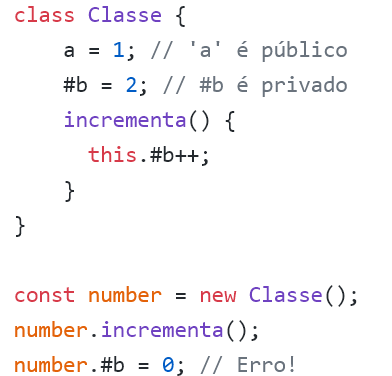 class Classe {
    a = 1; // 'a' é público
    #b = 2; // #b é privado
    incrementa() {
      this.#b++;
    }
}

const number = new Classe();
number.incrementa();
number.#b = 0; // Erro!